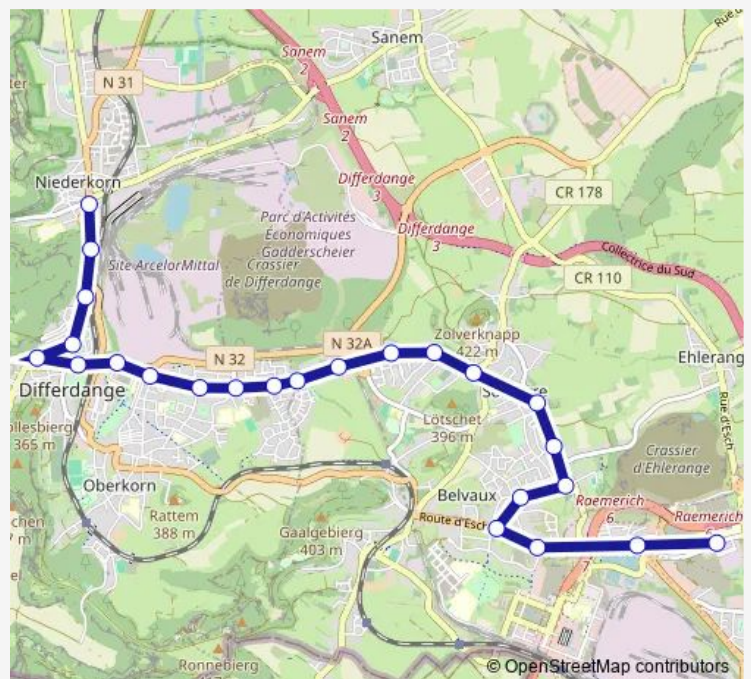 Sanem
Sanem
2
N 31
Sanem
2
Niederkorn
Differdange
3
CR 178
Parc d'Activités
Économiques
Gadderscheier
Differdange
3
Site ArcelorMittal
Crassier
de Differdange
Collectrice du Sud
CR 110
N 32A
N 32
Zolverknapp
422 m
Ehlerang
Differdange
Rue d'Esch
Lötschet
396 m
365 m
Crassier
d'Ehlerange
Oberkorn
Belvaux
Raemerich
6
Raemerich
6
Rattem
388 m
Route d'Esch
Gaalgebierg
403 m
Ronnebierg
© OpenStreetMap contributors